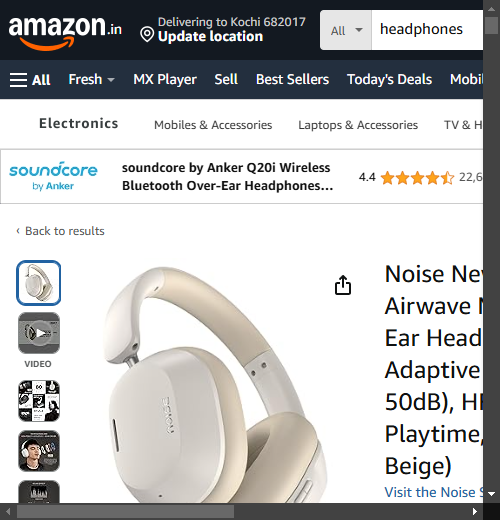 amazon.in
Delivering to Kochi 682017
Update location
All
headphones
All
Fresh
MX Player
Sell
Best Sellers
Today's Deals
Mobil
Electronics
Mobiles & Accessories
Laptops & Accessories
TV & H
soundcore
by Anker
soundcore by Anker Q20i Wireless
Bluetooth Over-Ear Headphones...
4.4
22,6
‹ Back to results
VIDEO
noise
Noise Ne
Airwave
Ear Head
Adaptive
50dB), H
Playtime,
Beige)
Visit the Noise S